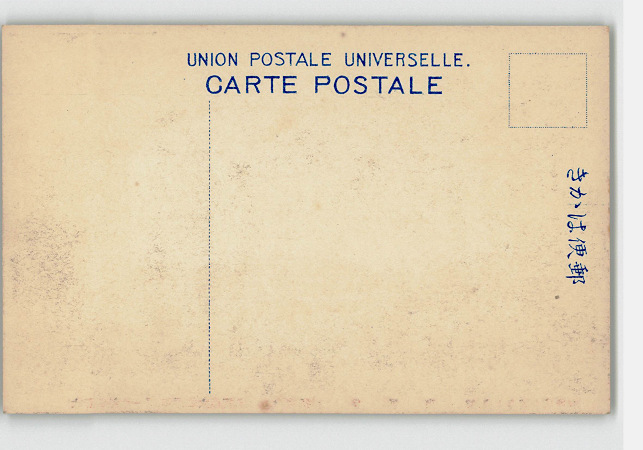 UNION POSTALE UNIVERSELLE.
CARTE POSTALE
きがは便郵